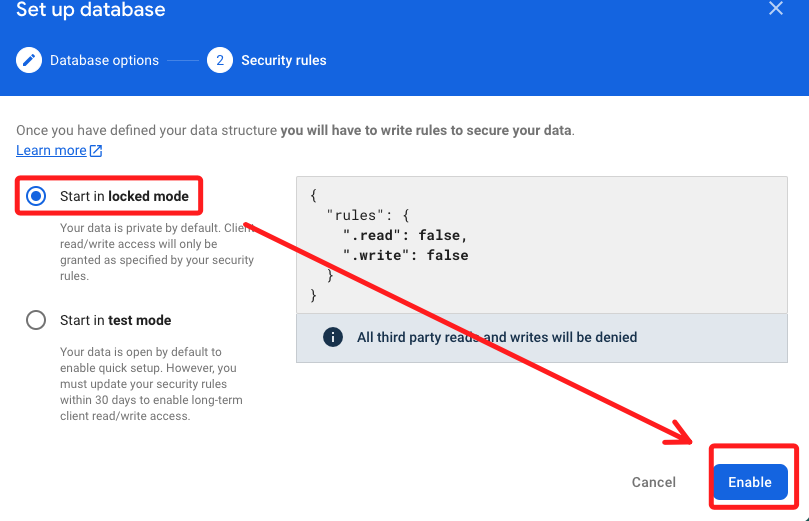 Set up database
Database options
2 Security rules
Once you have defined your data structure you will have to write rules to secure your data.
Learn more
Start in locked mode
Your data is private by default. Client
read/write access will only be
granted as specified by your security
rules.
Start in test mode
Your data is open by default to
enable quick setup. However, you
must update your security rules
within 30 days to enable long-term
client read/write access.
{
"rules": {
".read": false,
".write": false
}
}
All third party reads and writes will be denied
Cancel
Enable